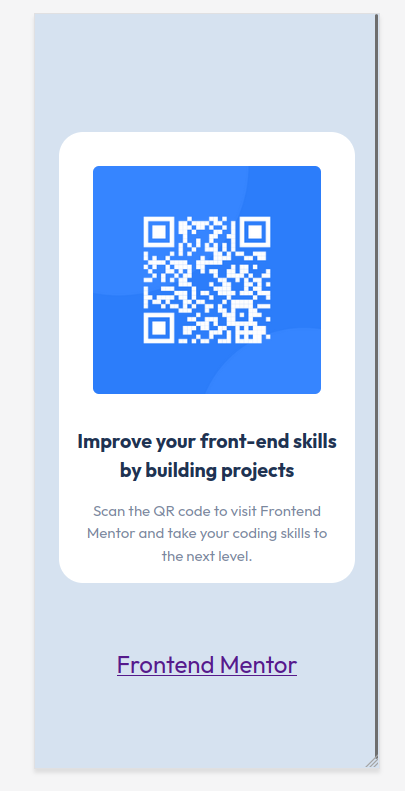 Improve your front-end skills
by building projects
Scan the QR code to visit Frontend
Mentor and take your coding skills to
the next level.
Frontend Mentor